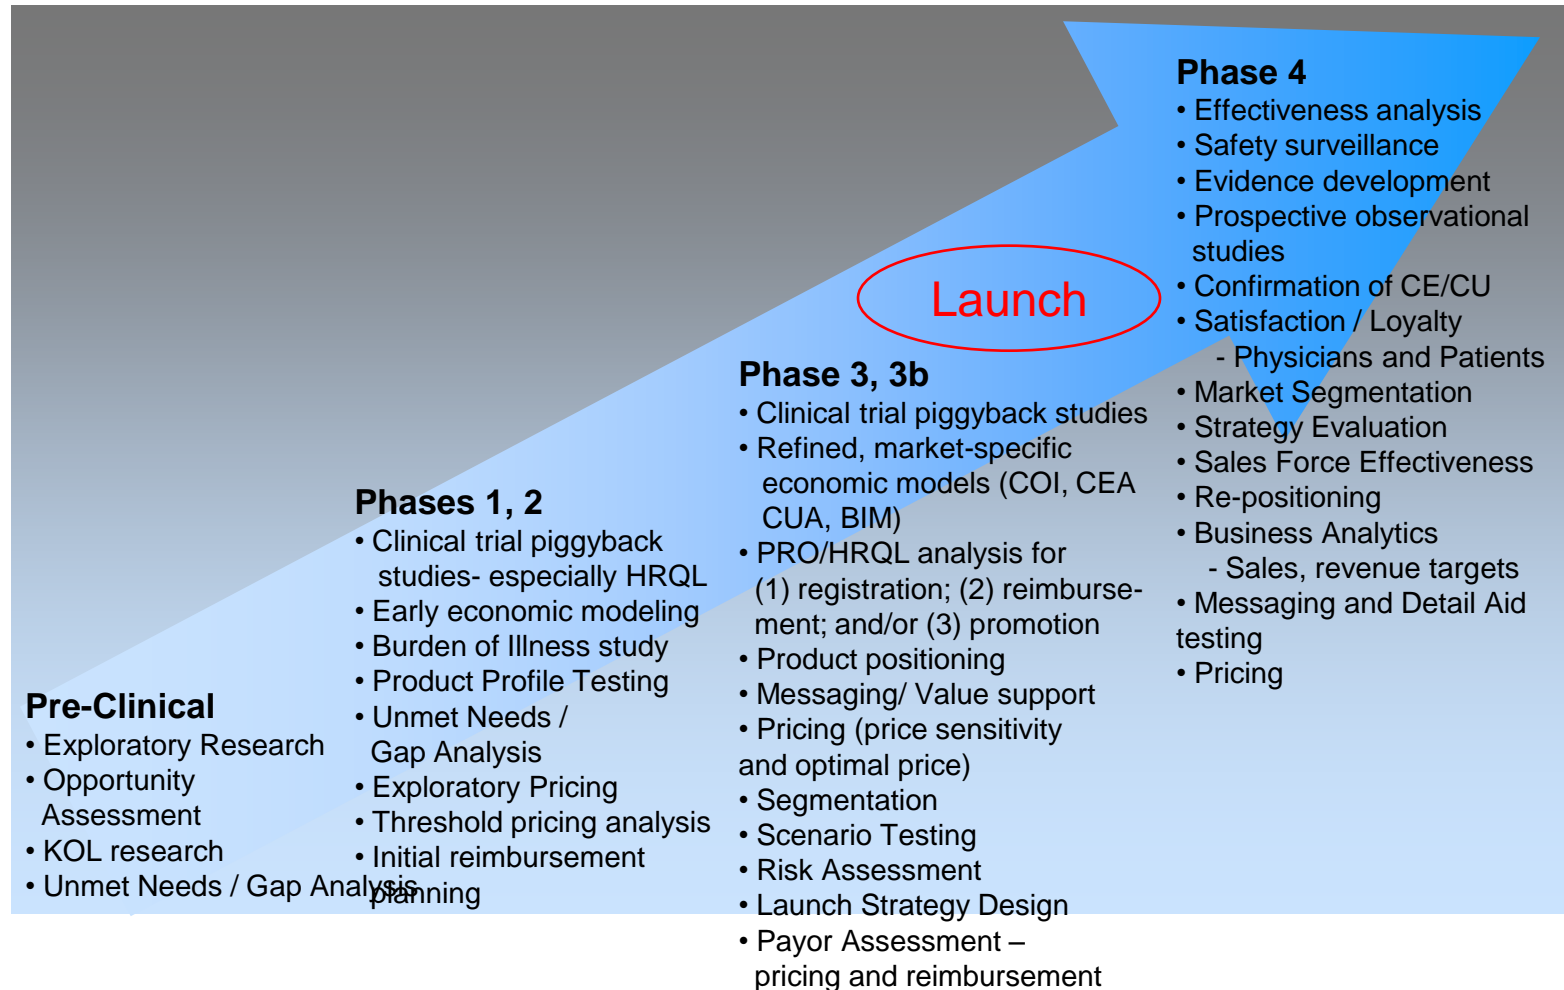 Pre-Clinical
• Exploratory Research
• Opportunity
Assessment
• KOL research
• Unmet Needs / Gap Analysis
Phases 1, 2
• Clinical trial piggyback
studies- especially HRQL
• Early economic modeling
• Burden of Illness study
• Product Profile Testing
• Unmet Needs /
Gap Analysis
• Exploratory Pricing
• Threshold pricing analysis
• Initial reimbursement
planning
Phase 3, 3b
• Clinical trial piggyback studies
• Refined, market-specific
economic models (COI, CEA
CUA, BIM)
• PRO/HRQL analysis for
(1) registration; (2) reimburse-
ment; and/or (3) promotion
• Product positioning
• Messaging/ Value support
• Pricing (price sensitivity
and optimal price)
• Segmentation
• Scenario Testing
• Risk Assessment
• Launch Strategy Design
• Payor Assessment –
pricing and reimbursement
Launch
Phase 4
• Effectiveness analysis
• Safety surveillance
• Evidence development
• Prospective observational
studies
• Confirmation of CE/CU
• Satisfaction / Loyalty
- Physicians and Patients
• Market Segmentation
• Strategy Evaluation
• Sales Force Effectiveness
• Re-positioning
• Business Analytics
- Sales, revenue targets
• Messaging and Detail Aid
testing
• Pricing